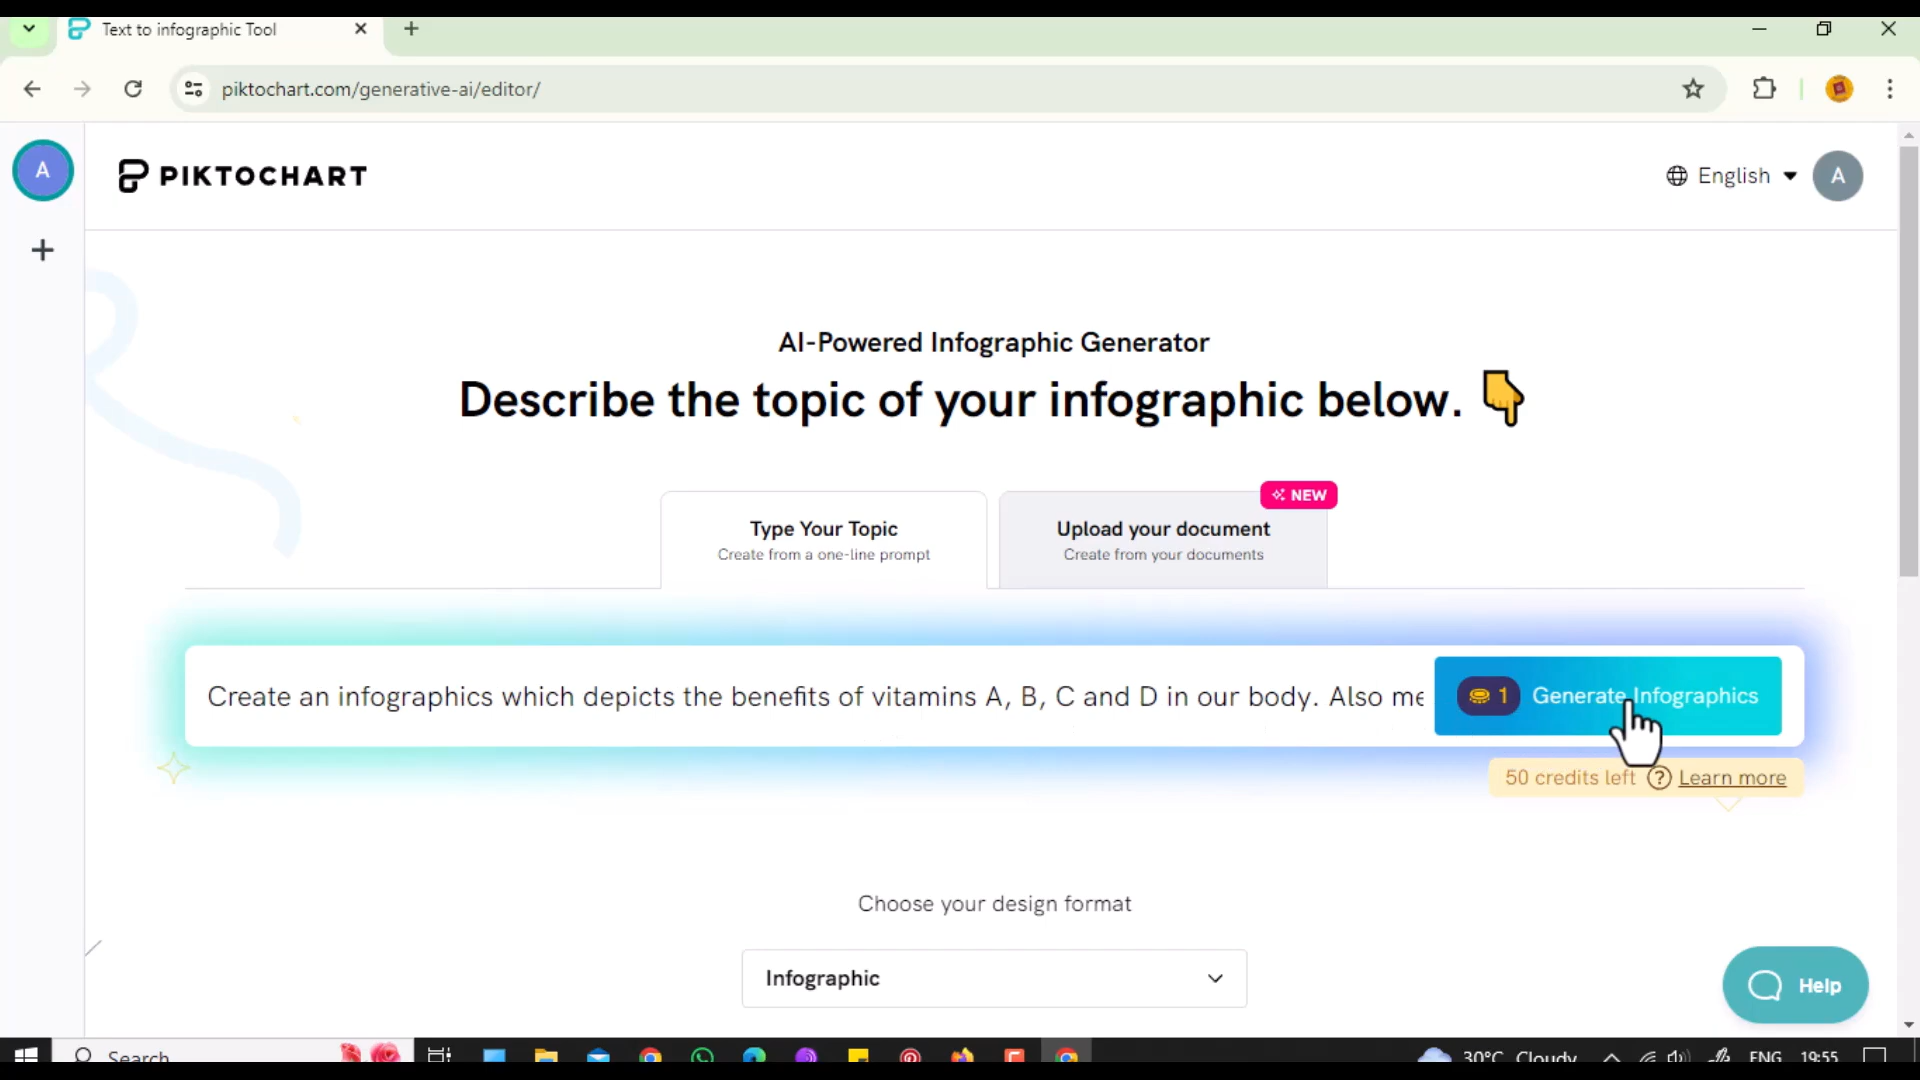 Text to infographic Tool
piktochart.com/generative-ai/editor/
A
PIKTOCHART
English
A
AI-Powered Infographic Generator
Describe the topic of your infographic below.
NEW
Type Your Topic
Create from a one-line prompt
Upload your document
Create from your documents
Create an infographics which depicts the benefits of vitamins A, B, C and D in our body. Also me
1 Generate Infographics
50 credits left ? Learn more
Choose your design format
Infographic
Help
Search
30°C Cloudy
ENG
19:55